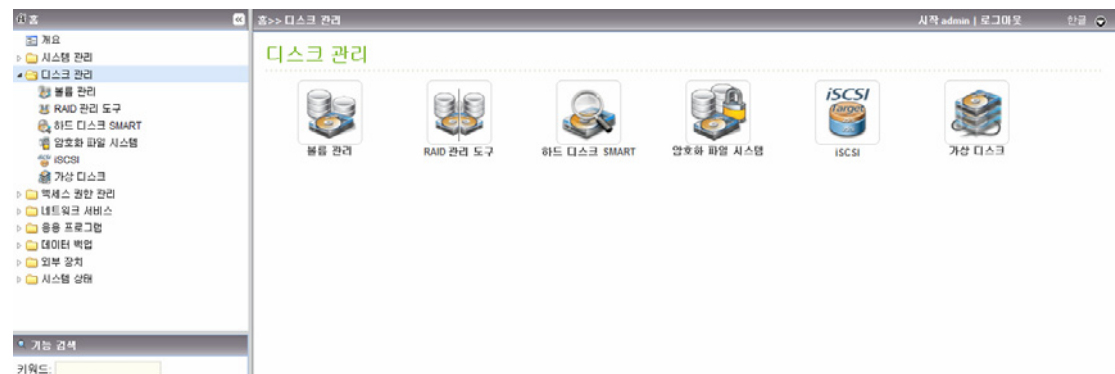 홈
홈>> 디스크 관리
시작 admin | 로그아웃
한글
개요
시스템 관리
디스크 관리
볼륨 관리
RAID 관리 도구
하드 디스크 SMART
암호화 파일 시스템
iSCSI
가상 디스크
액세스 권한 관리
네트워크 서비스
응용 프로그램
데이터 백업
외부 장치
시스템 상태
기능 검색
키워드:
디스크 관리
iSCSI
Target
볼륨 관리
RAID 관리 도구
하드 디스크 SMART
암호화 파일 시스템
iSCSI
가상 디스크